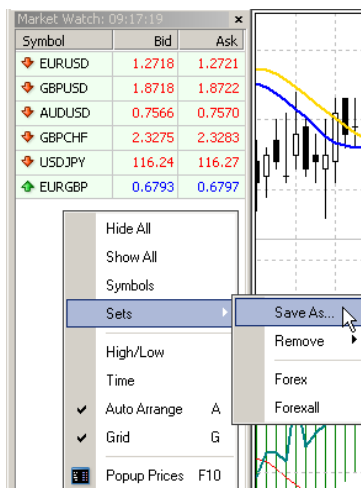 Market Watch: 09:17:19
Symbol Bid Ask
EURUSD 1.2718 1.2721
GBPUSD 1.8718 1.8722
AUDUSD 0.7566 0.7570
GBPCHF 2.3275 2.3283
USDJPY 116.24 116.27
EURGBP 0.6793 0.6797
Hide All
Show All
Symbols
Sets
Save As...
Remove
Forex
Forexall
High/Low
Time
Auto Arrange A
Grid G
Popup Prices F10